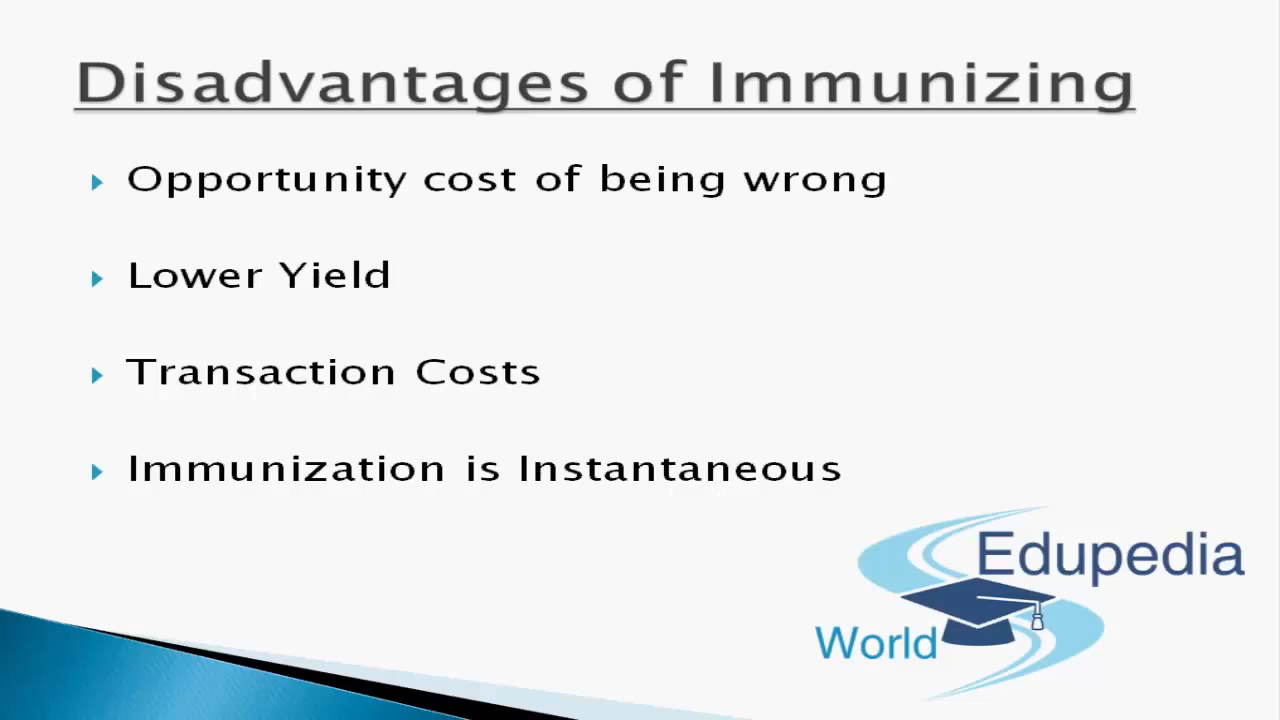 Disadvantages of Immunizing
Opportunity cost of being wrong
Lower Yield
Transaction Costs
Immunization is Instantaneous
Edupedia
World